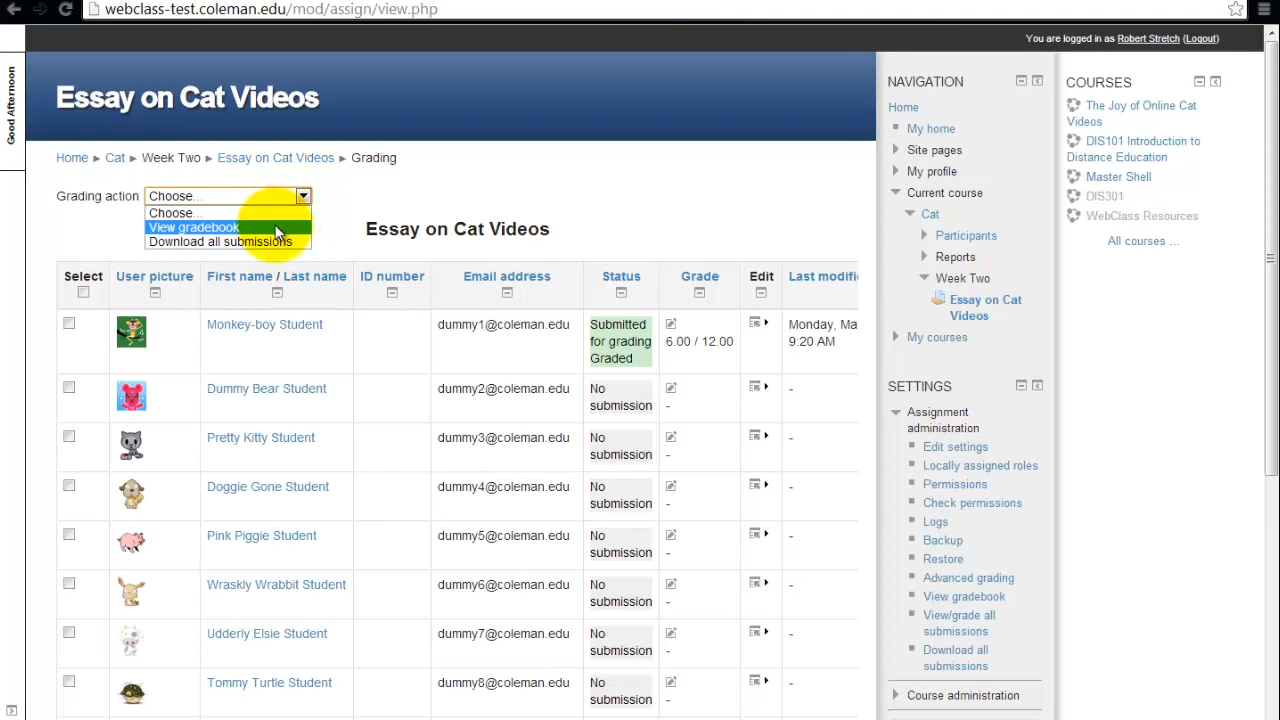 webclass-test.coleman.edu/mod/assign/view.php
You are logged in as Robert Stretch (Logout)
Good Afternoon
Essay on Cat Videos
Home ► Cat ► Week Two ► Essay on Cat Videos ► Grading
Grading action Choose...
Choose...
View gradebook
Download all submissions
Essay on Cat Videos
Select User picture First name / Last name ID number Email address Status Grade Edit Last modifi
Monkey-boy Student dummy1@coleman.edu Submitted Monday, Ma
for grading 6.00 / 12.00 9:20 AM
Graded
Dummy Bear Student dummy2@coleman.edu No -
submission -
Pretty Kitty Student dummy3@coleman.edu No -
submission -
Doggie Gone Student dummy4@coleman.edu No -
submission -
Pink Piggie Student dummy5@coleman.edu No -
submission -
Wraskly Wrabbit Student dummy6@coleman.edu No -
submission -
Udderly Elsie Student dummy7@coleman.edu No -
submission -
Tommy Turtle Student dummy8@coleman.edu No -
submission -
NAVIGATION
Home
My home
Site pages
My profile
Current course
Cat
Participants
Reports
Week Two
Essay on Cat
Videos
My courses
SETTINGS
Assignment
administration
Edit settings
Locally assigned roles
Permissions
Check permissions
Logs
Backup
Restore
Advanced grading
View gradebook
View/grade all
submissions
Download all
submissions
Course administration
COURSES
The Joy of Online Cat
Videos
DIS101 Introduction to
Distance Education
Master Shell
DIS301
WebClass Resources
All courses ...